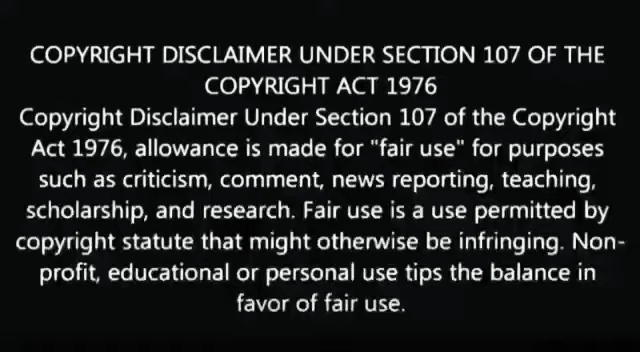 COPYRIGHT DISCLAIMER UNDER SECTION 107 OF THE
COPYRIGHT ACT 1976
Copyright Disclaimer Under Section 107 of the Copyright
Act 1976, allowance is made for "fair use" for purposes
such as criticism, comment, news reporting, teaching,
scholarship, and research. Fair use is a use permitted by
copyright statute that might otherwise be infringing. Non-
profit, educational or personal use tips the balance in
favor of fair use.